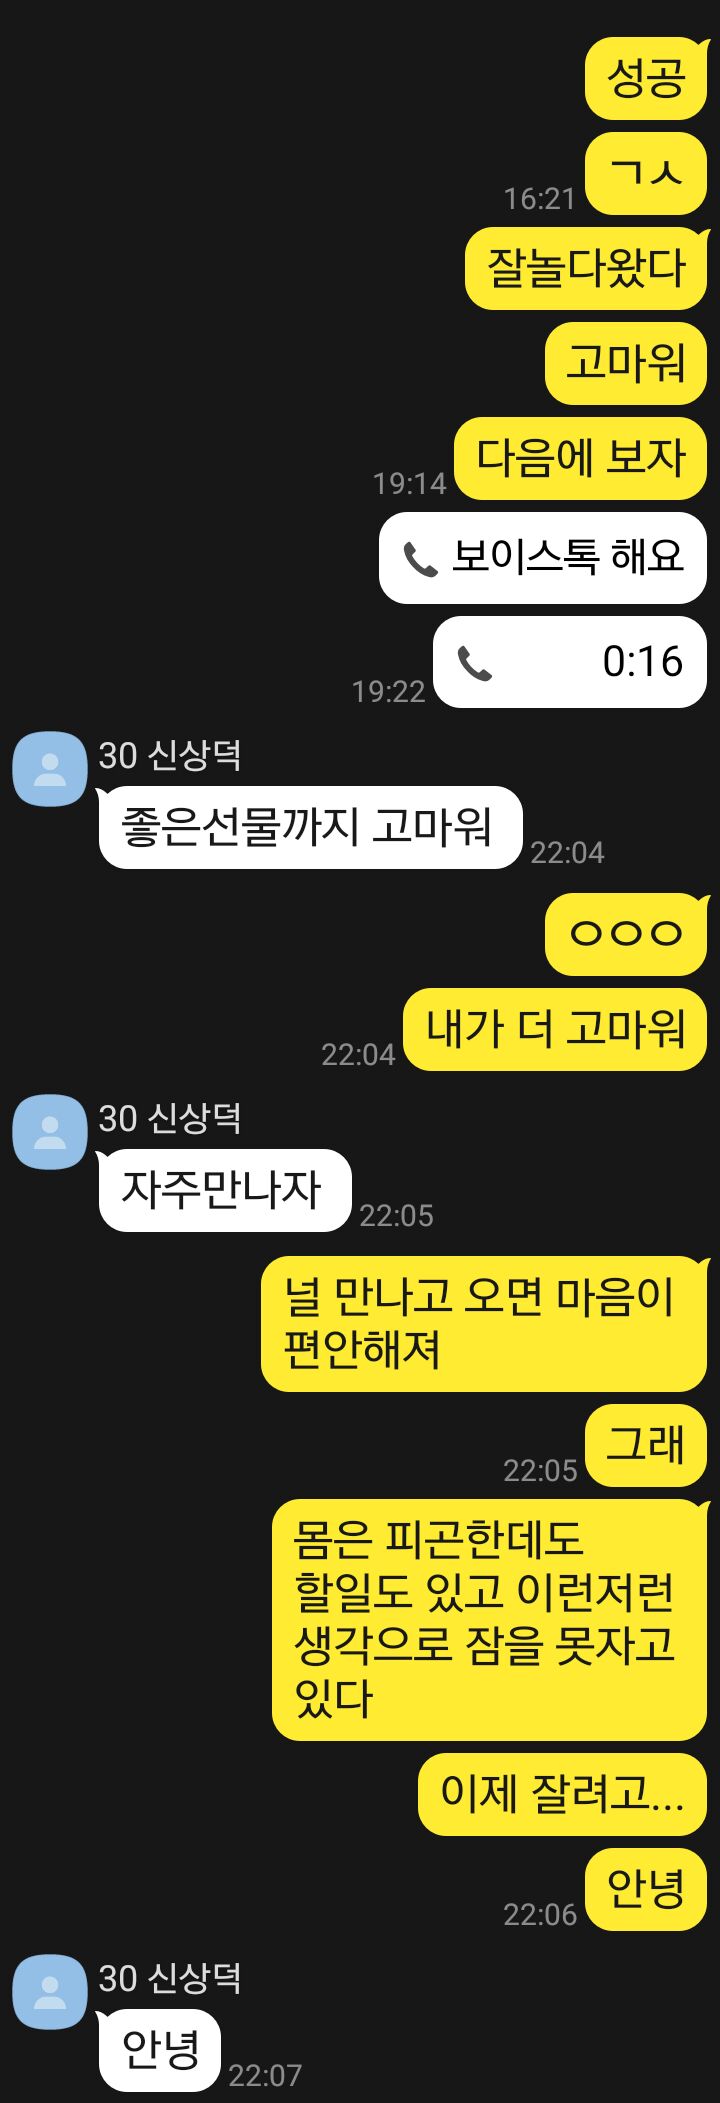 성공
ㄱㅅ
16:21
잘놀다왔다
고마워
다음에 보자
19:14
보이스톡 해요
0:16
19:22
30 신상덕
좋은선물까지 고마워
22:04
ㅇㅇㅇ
내가 더 고마워
22:04
30 신상덕
자주만나자
22:05
널 만나고 오면 마음이
편안해져
그래
22:05
몸은 피곤한데도
할일도 있고 이런저런
생각으로 잠을 못자고
있다
이제 잘려고...
안녕
22:06
30 신상덕
안녕
22:07